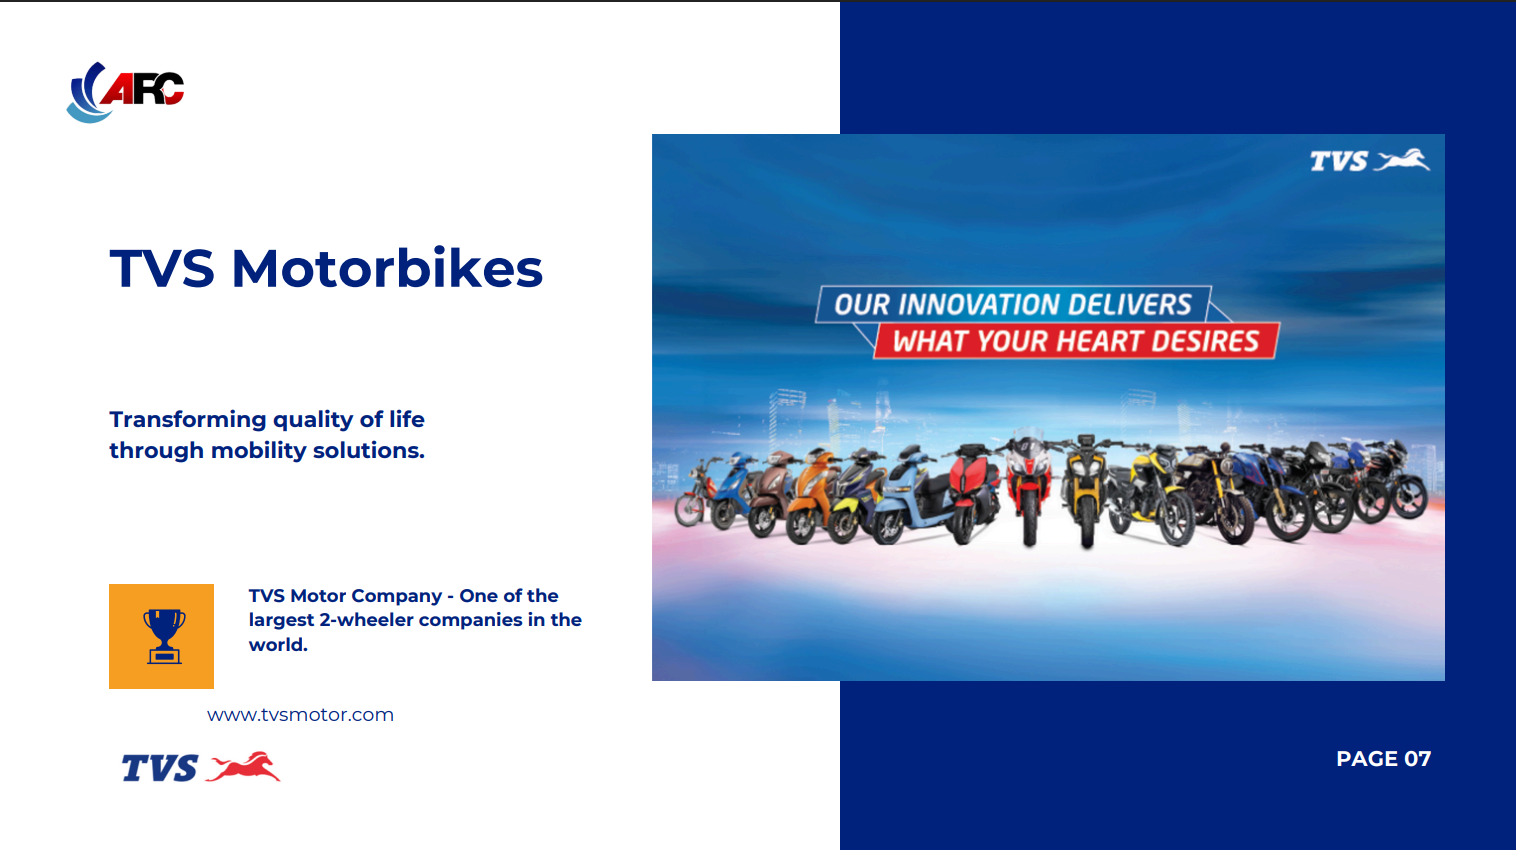 ARC
TVS Motorbikes
Transforming quality of life
through mobility solutions.
TVS Motor Company - One of the
largest 2-wheeler companies in the
world.
www.tvsmotor.com
TVS
TVS
OUR INNOVATION DELIVERS
WHAT YOUR HEART DESIRES
PAGE 07